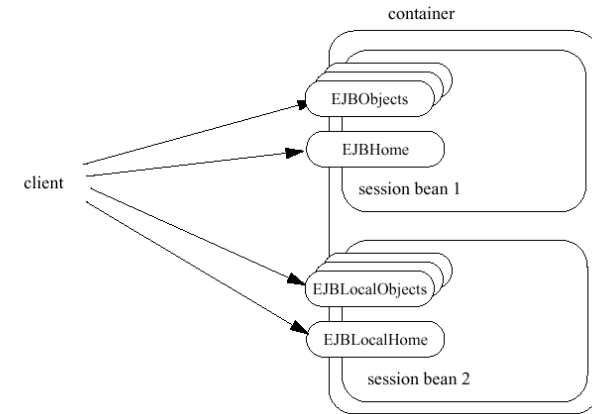 container
EJBObjects
EJBHome
client
session bean 1
EJBLocalObjects
EJBLocalHome
session bean 2